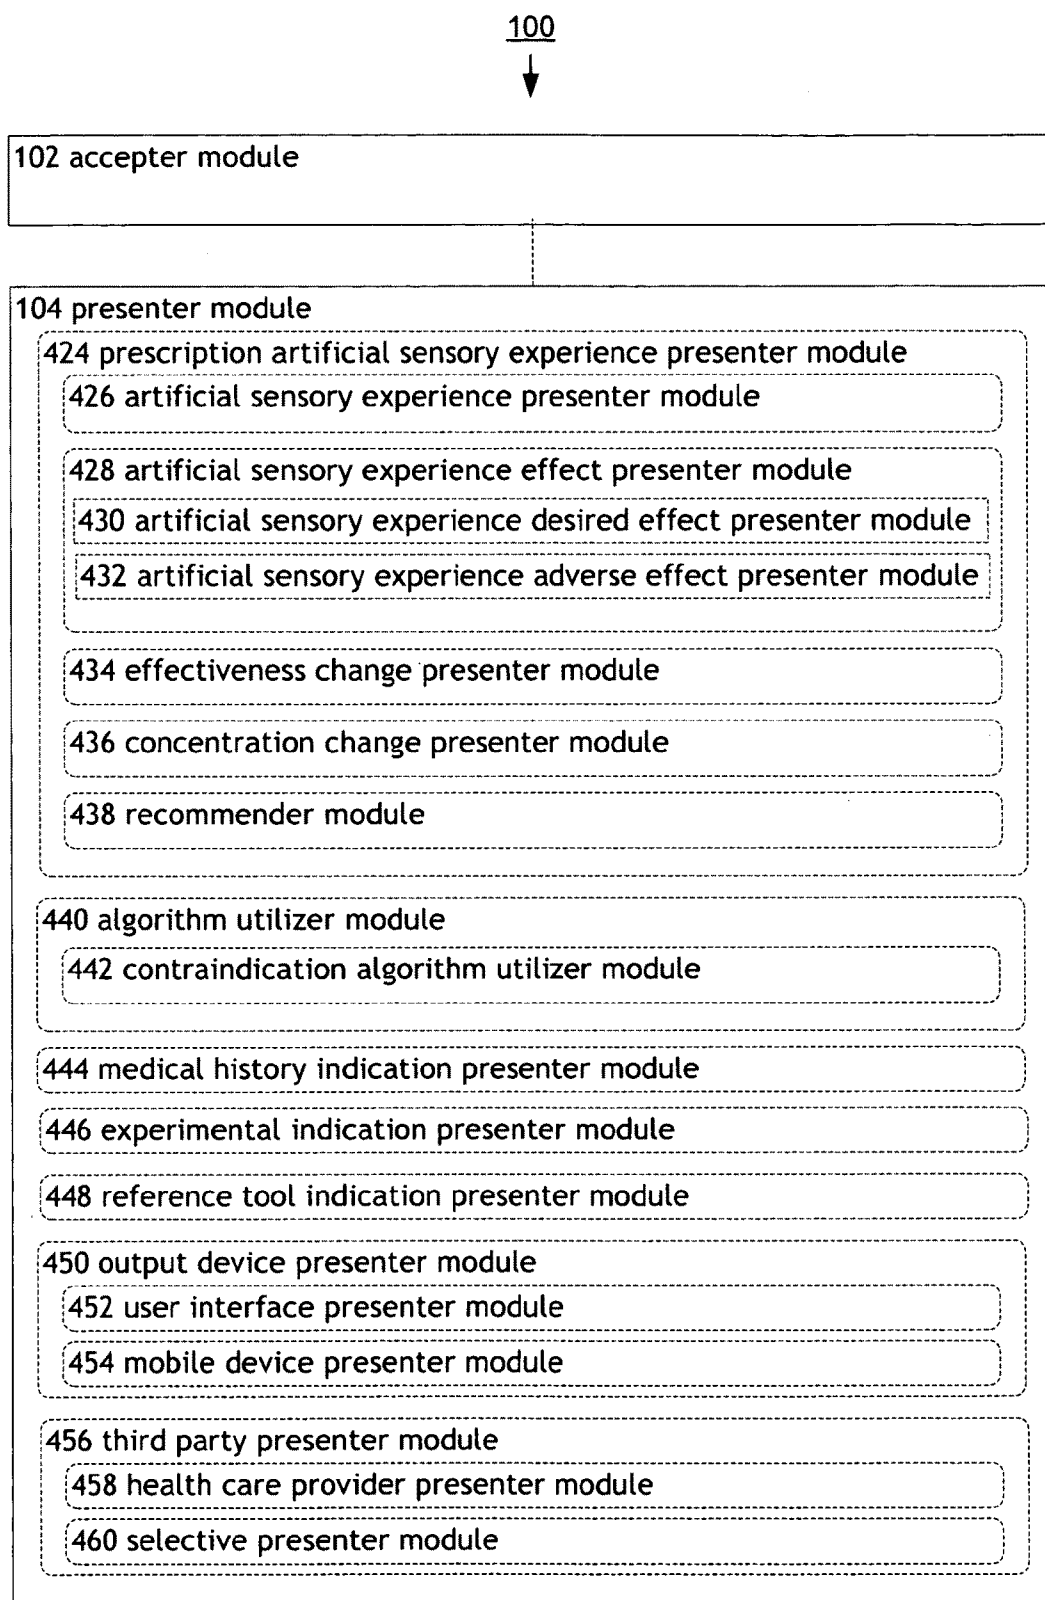 100
102 accepter module
104 presenter module
424 prescription artificial sensory experience presenter module
426 artificial sensory experience presenter module
428 artificial sensory experience effect presenter module
430 artificial sensory experience desired effect presenter module
432 artificial sensory experience adverse effect presenter module
434 effectiveness change presenter module
436 concentration change presenter module
438 recommender module
440 algorithm utilizer module
442 contraindication algorithm utilizer module
444 medical history indication presenter module
446 experimental indication presenter module
448 reference tool indication presenter module
450 output device presenter module
452 user interface presenter module
454 mobile device presenter module
456 third party presenter module
458 health care provider presenter module
460 selective presenter module